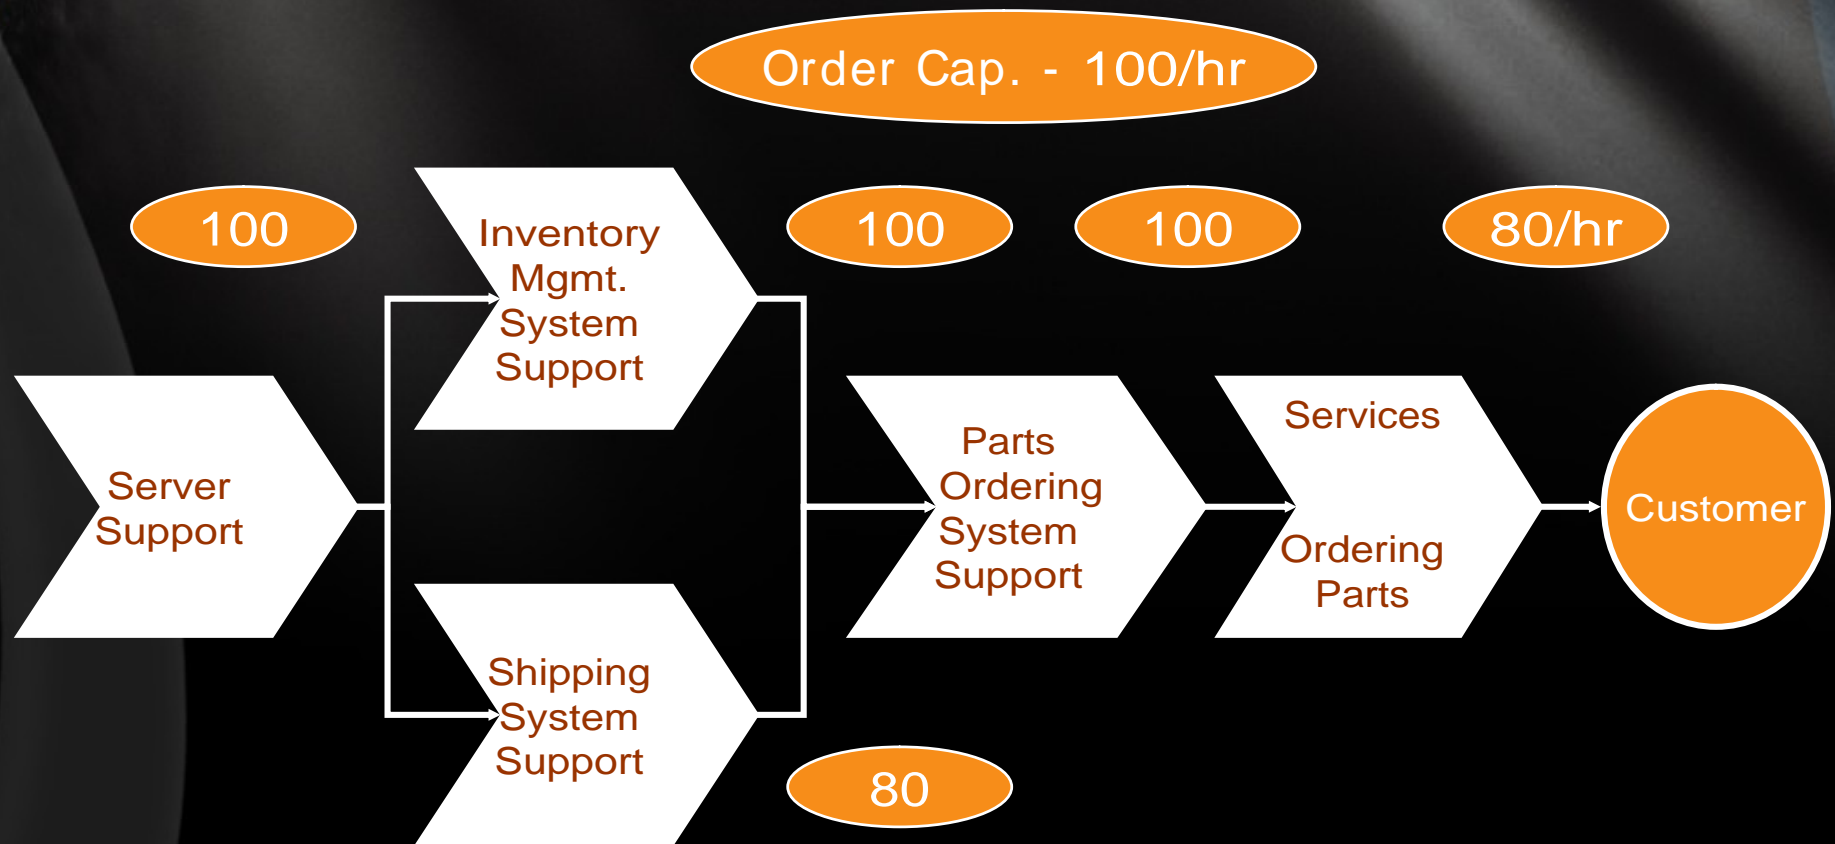 Order Cap. - 100/hr
100
100
100
80/hr
Inventory
Mgmt.
System
Support
Server
Support
Parts
Ordering
System
Support
Services
Ordering
Parts
Customer
Shipping
System
Support
80